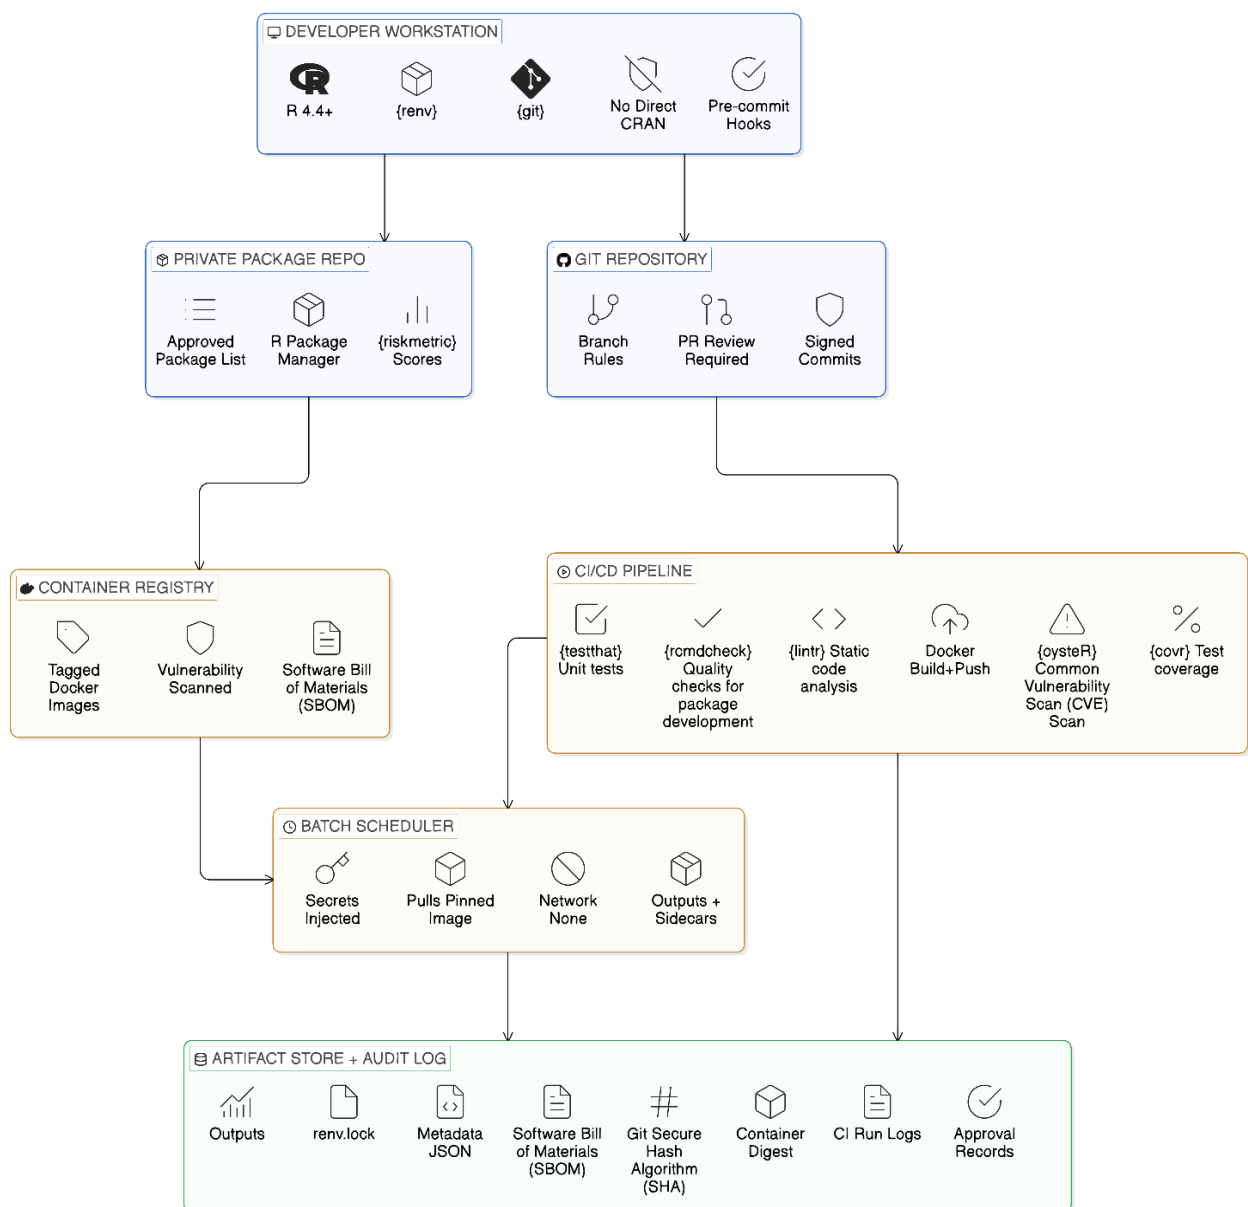 DEVELOPER WORKSTATION
R 4.4+
{renv}
{git}
No Direct
CRAN
Pre-commit
Hooks
PRIVATE PACKAGE REPO
Approved
Package List
R Package
Manager
{riskmetric}
Scores
GIT REPOSITORY
Branch
Rules
PR Review
Required
Signed
Commits
CONTAINER REGISTRY
Tagged
Docker
Images
Vulnerability
Scanned
Software Bill
of Materials
(SBOM)
CI/CD PIPELINE
{testthat}
Unit tests
{rcmdcheck}
Quality
checks for
package
development
{lintr} Static
code
analysis
Docker
Build+Push
{oysteR}
Common
Vulnerability
Scan (CVE)
Scan
{covr} Test
coverage
BATCH SCHEDULER
Secrets
Injected
Pulls Pinned
Image
Network
None
Outputs +
Sidecars
ARTIFACT STORE + AUDIT LOG
Outputs
renv.lock
Metadata
JSON
Software Bill
of Materials
(SBOM)
Git Secure
Hash
Algorithm
(SHA)
Container
Digest
CI Run Logs
Approval
Records